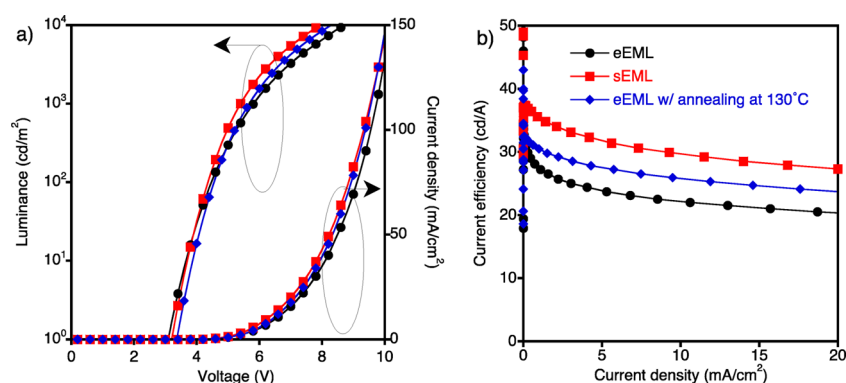 a)
10⁴
10³
10²
10¹
10⁰
Luminance (cd/m²)
0
2
4
6
8
10
Voltage (V)
150
100
50
0
Current density (mA/cm²)
b)
50
40
30
20
10
Current efficiency (cd/A)
0
5
10
15
20
Current density (mA/cm²)
eEML
sEML
eEML w/ annealing at 130˚C